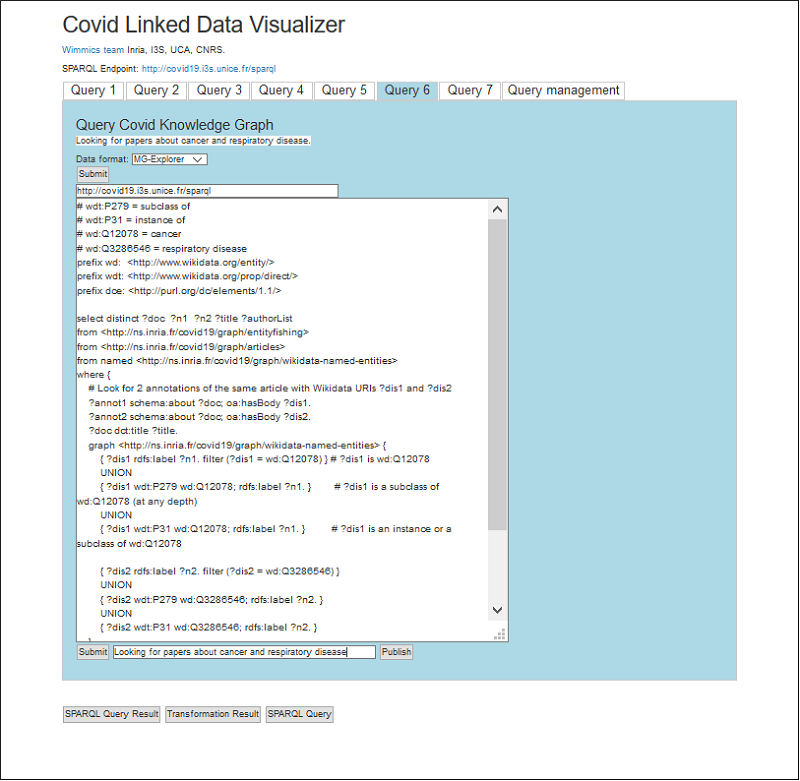 Covid Linked Data Visualizer
Wimmics team Inria, I3S, UCA, CNRS.
SPARQL Endpoint: http://covid19.i3s.unice.fr/sparql
Query 1 Query 2 Query 3 Query 4 Query 5 Query 6 Query 7 Query management
Query Covid Knowledge Graph
Looking for papers about cancer and respiratory disease.
Data format: MG-Explorer
Submit
http://covid19.i3s.unice.fr/sparql
# wdt:P279 = subclass of
# wdt:P31 = instance of
# wd:Q12078 = cancer
# wd:Q3286546 = respiratory disease
prefix wd: <http://www.wikidata.org/entity/>
prefix wdt: <http://www.wikidata.org/prop/direct/>
prefix dce: <http://purl.org/dc/elements/1.1/>
select distinct ?doc ?n1 ?n2 ?title ?authorList
from <http://ns.inria.fr/covid19/graph/entityfishing>
from <http://ns.inria.fr/covid19/graph/articles>
from named <http://ns.inria.fr/covid19/graph/wikidata-named-entities>
where {
# Look for 2 annotations of the same article with Wikidata URIs ?dis1 and ?dis2
?annot1 schema:about ?doc; oa:hasBody ?dis1.
?annot2 schema:about ?doc; oa:hasBody ?dis2.
?doc dct:title ?title.
graph <http://ns.inria.fr/covid19/graph/wikidata-named-entities> {
{ ?dis1 rdfs:label ?n1. filter (?dis1 = wd:Q12078) } # ?dis1 is wd:Q12078
UNION
{ ?dis1 wdt:P279 wd:Q12078; rdfs:label ?n1. } # ?dis1 is a subclass of
wd:Q12078 (at any depth)
UNION
{ ?dis1 wdt:P31 wd:Q12078; rdfs:label ?n1. } # ?dis1 is an instance or a
subclass of wd:Q12078
{ ?dis2 rdfs:label ?n2. filter (?dis2 = wd:Q3286546) }
UNION
{ ?dis2 wdt:P279 wd:Q3286546; rdfs:label ?n2. }
UNION
{ ?dis2 wdt:P31 wd:Q3286546; rdfs:label ?n2. }
Submit Looking for papers about cancer and respiratory disease Publish
SPARQL Query Result Transformation Result SPARQL Query